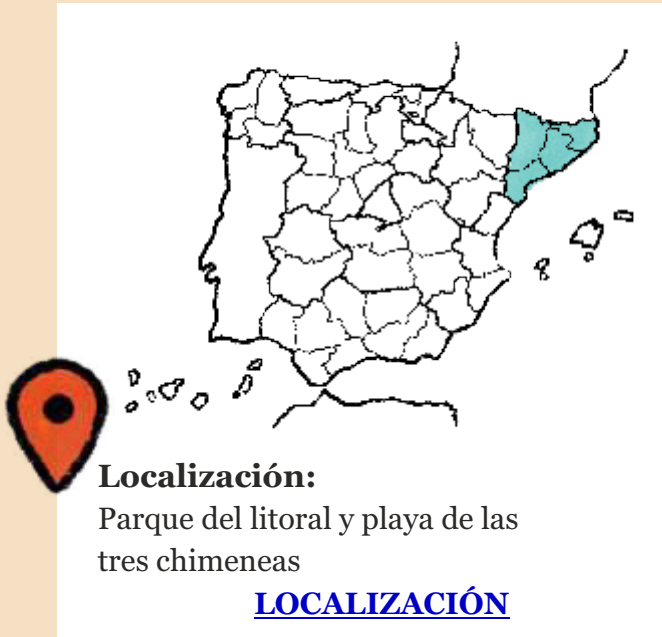 Localización:
Parque del litoral y playa de las
tres chimeneas
LOCALIZACIÓN